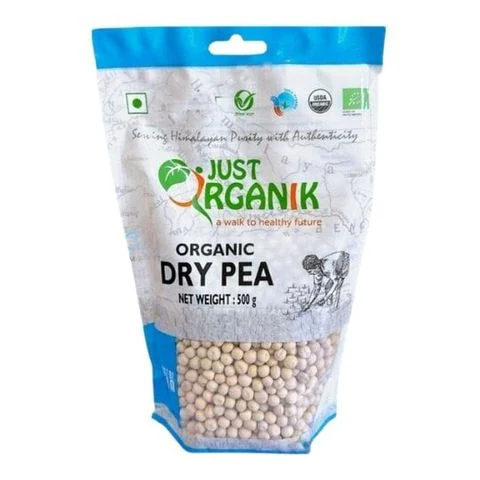 USDA
ORGANIC
Serving Himalayan Purity with Authenticity
JUST
ORGANIK
a walk to healthy future
ORGANIC
DRY PEA
NET WEIGHT : 500 g